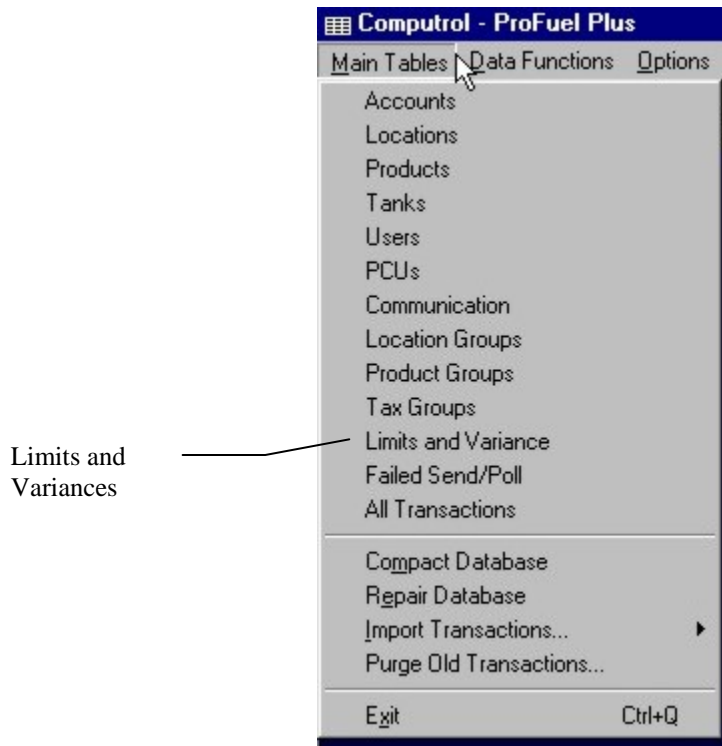 Computrol - ProFuel Plus
Main Tables Data Functions Options
Accounts
Locations
Products
Tanks
Users
PCUs
Communication
Location Groups
Product Groups
Tax Groups
Limits and Variance
Failed Send/Poll
All Transactions
Compact Database
Repair Database
Import Transactions...
Purge Old Transactions...
Exit Ctrl+Q
Limits and
Variances